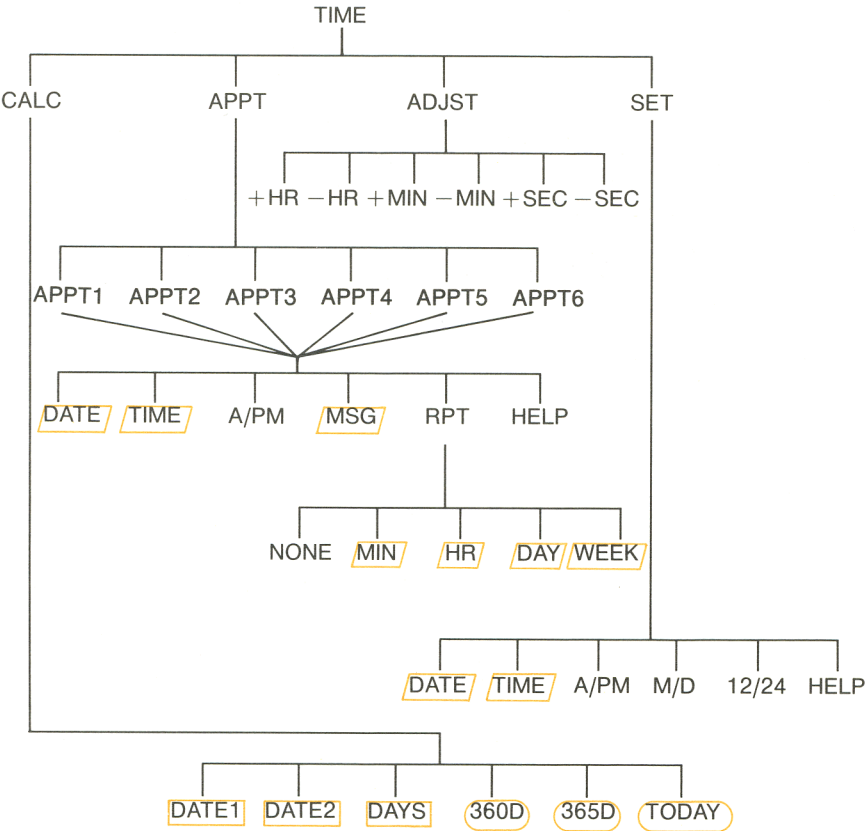 TIME
CALC APPT ADJST SET
+HR −HR +MIN −MIN +SEC −SEC
APPT1 APPT2 APPT3 APPT4 APPT5 APPT6
DATE TIME A/PM MSG RPT HELP
NONE MIN HR DAY WEEK
DATE TIME A/PM M/D 12/24 HELP
DATE1 DATE2 DAYS 360D 365D TODAY